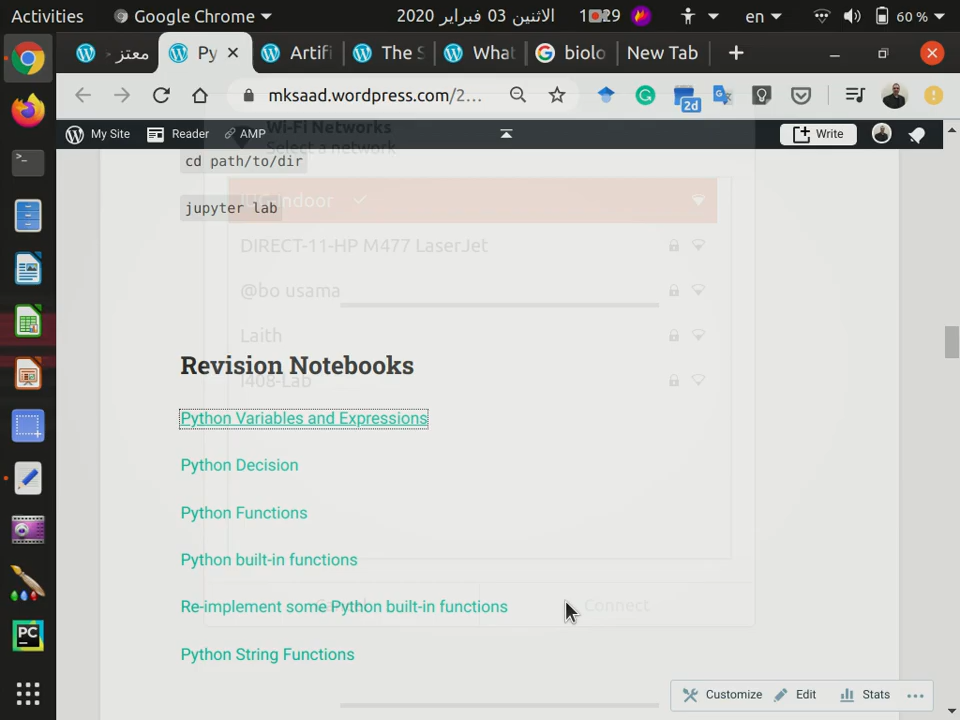 Activities
Google Chrome
الاثنين 03 فبراير 2020
en
60 %
معتز
Py
Artifi
The S
What
biolo
New Tab
mksaad.wordpress.com/2...
2d
My Site
Reader
AMP
Write
Wi-Fi Networks
Select a network
cd path/to/dir
jupyter lab
DIRECT-11-HP M477 LaserJet
@bo usama
Laith
I408-Lab
Revision Notebooks
Python Variables and Expressions
Python Decision
Python Functions
Python built-in functions
Re-implement some Python built-in functions
Connect
Python String Functions
Customize
Edit
Stats
PC